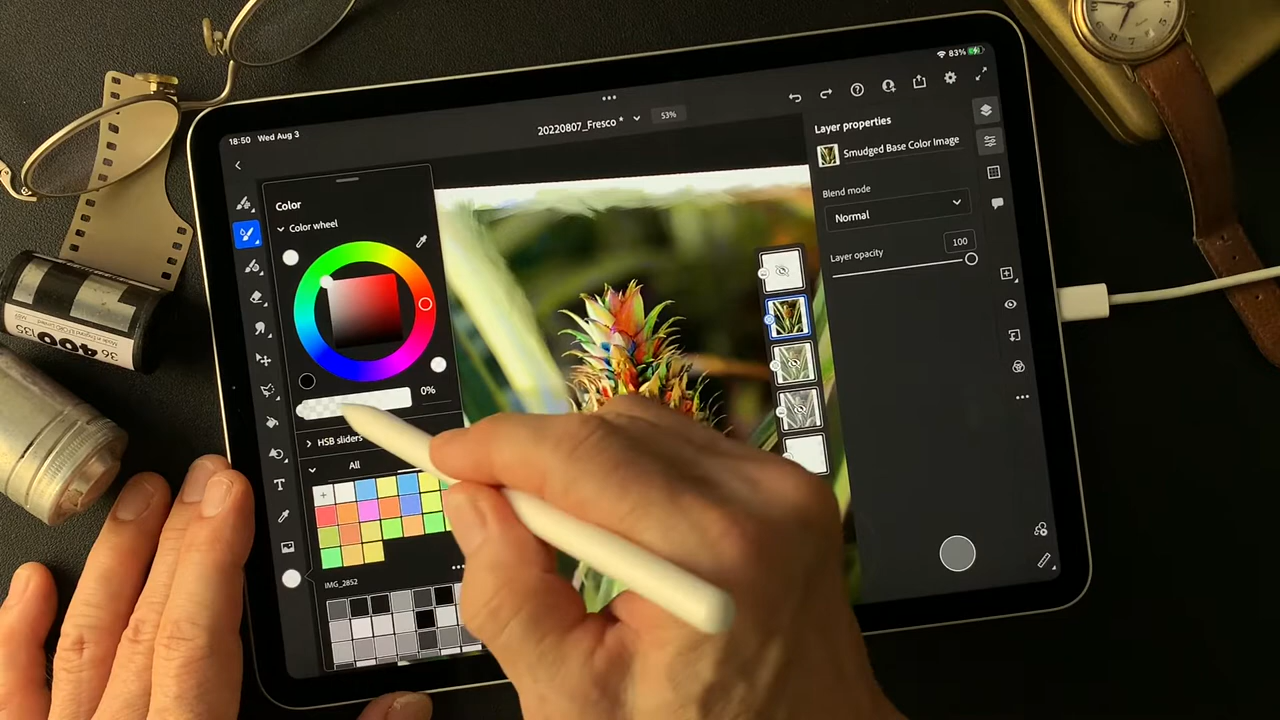 18:50 Wed Aug 3
83%
20220807_Fresco *
53%
Layer properties
Smudged Base Color Image
Blend mode
Normal
Layer opacity
100
Color
Color wheel
0%
HSB sliders
All
T
IMG_2852
36
400
135